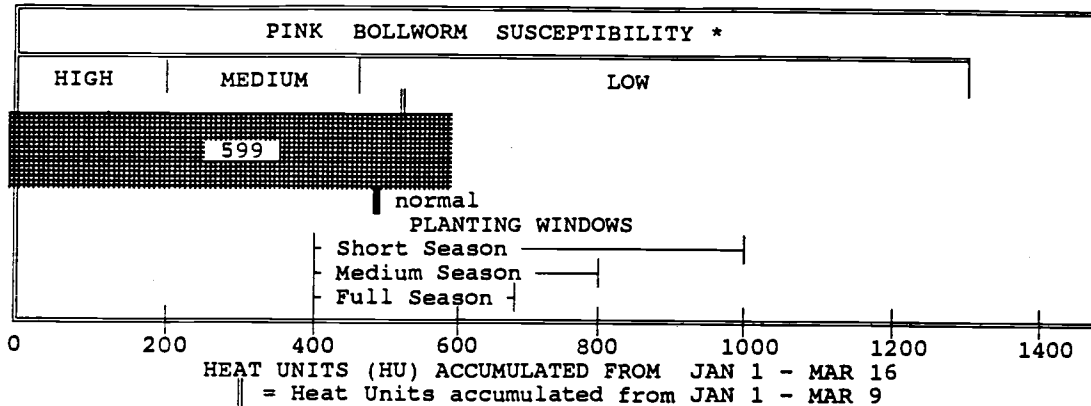 PINK BOLLWORM SUSCEPTIBILITY *
HIGH MEDIUM LOW
599
normal
PLANTING WINDOWS
Short Season
Medium Season
Full Season
0 200 400 600 800 1000 1200 1400
HEAT UNITS (HU) ACCUMULATED FROM JAN 1 - MAR 16
= Heat Units accumulated from JAN 1 - MAR 9